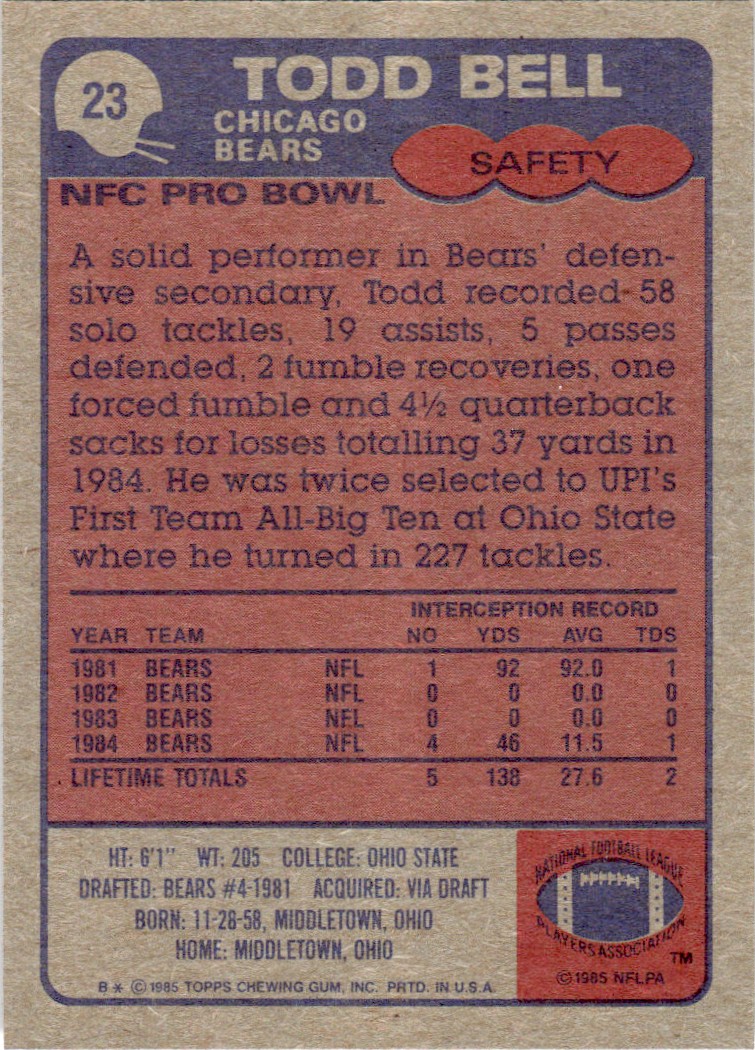 23
TODD BELL
CHICAGO
BEARS
SAFETY
NFC PRO BOWL
A solid performer in Bears' defen-
sive secondary, Todd recorded 58
solo tackles, 19 assists, 5 passes
defended, 2 fumble recoveries, one
forced fumble and 4½ quarterback
sacks for losses totalling 37 yards in
1984. He was twice selected to UPI's
First Team All-Big Ten at Ohio State
where he turned in 227 tackles.
INTERCEPTION RECORD
YEAR TEAM NO YDS AVG TDS
1981 BEARS NFL 1 92 92.0 1
1982 BEARS NFL 0 0 0.0 0
1983 BEARS NFL 0 0 0.0 0
1984 BEARS NFL 4 46 11.5 1
LIFETIME TOTALS 5 138 27.6 2
HT: 6'1" WT: 205 COLLEGE: OHIO STATE
DRAFTED: BEARS #4-1981 ACQUIRED: VIA DRAFT
BORN: 11-28-58, MIDDLETOWN, OHIO
HOME: MIDDLETOWN, OHIO
B * © 1985 TOPPS CHEWING GUM, INC. PRTD. IN U.S.A.
NATIONAL FOOTBALL LEAGUE
PLAYERS ASSOCIATION
TM
© 1985 NFLPA